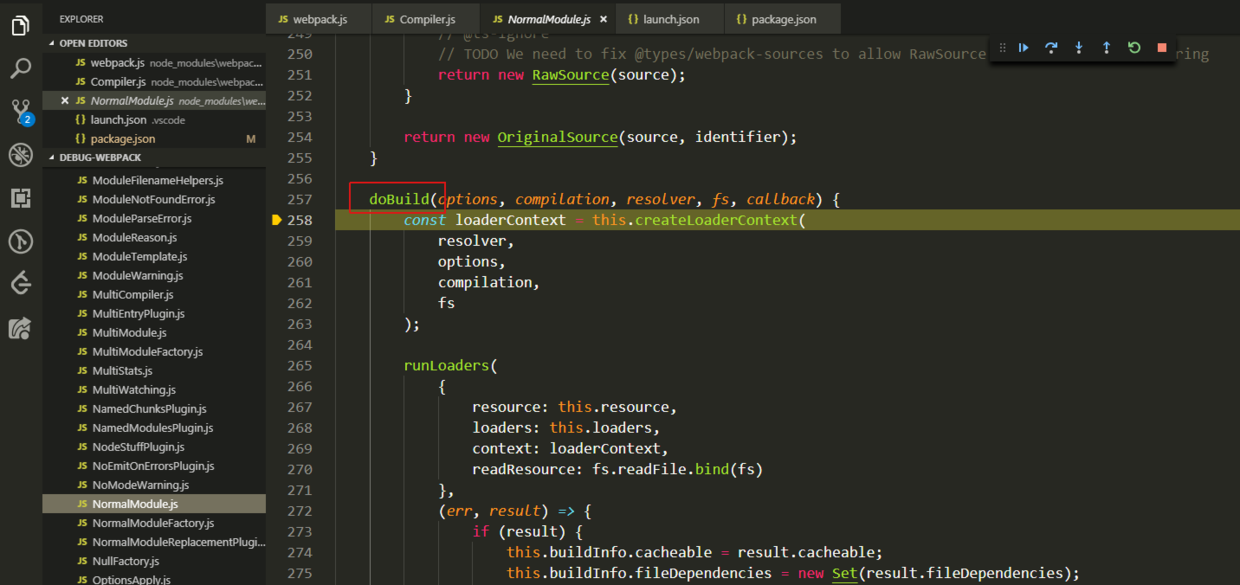 EXPLORER
OPEN EDITORS
JS webpack.js node_modules\webpac...
JS Compiler.js node_modules\webpac...
× JS NormalModule.js node_modules\we...
{} launch.json .vscode
{} package.json M
DEBUG-WEBPACK
JS ModuleFilenameHelpers.js
JS ModuleNotFoundError.js
JS ModuleParseError.js
JS ModuleReason.js
JS ModuleTemplate.js
JS ModuleWarning.js
JS MultiCompiler.js
JS MultiEntryPlugin.js
JS MultiModule.js
JS MultiModuleFactory.js
JS MultiStats.js
JS MultiWatching.js
JS NamedChunksPlugin.js
JS NamedModulesPlugin.js
JS NodeStuffPlugin.js
JS NoEmitOnErrorsPlugin.js
JS NoModeWarning.js
JS NormalModule.js
JS NormalModuleFactory.js
JS NormalModuleReplacementPlugi...
JS NullFactory.js
JS OptionsApply.js
2
JS webpack.js JS Compiler.js JS NormalModule.js × {} launch.json {} package.json
249 // @ts-ignore
250 // TODO We need to fix @types/webpack-sources to allow RawSource ring
251 return new RawSource(source);
252 }
253
254 return new OriginalSource(source, identifier);
255 }
256
257 doBuild(options, compilation, resolver, fs, callback) {
258 const loaderContext = this.createLoaderContext(
259 resolver,
260 options,
261 compilation,
262 fs
263 );
264
265 runLoaders(
266 {
267 resource: this.resource,
268 loaders: this.loaders,
269 context: loaderContext,
270 readResource: fs.readFile.bind(fs)
271 },
272 (err, result) => {
273 if (result) {
274 this.buildInfo.cacheable = result.cacheable;
275 this.buildInfo.fileDependencies = new Set(result.fileDependencies);